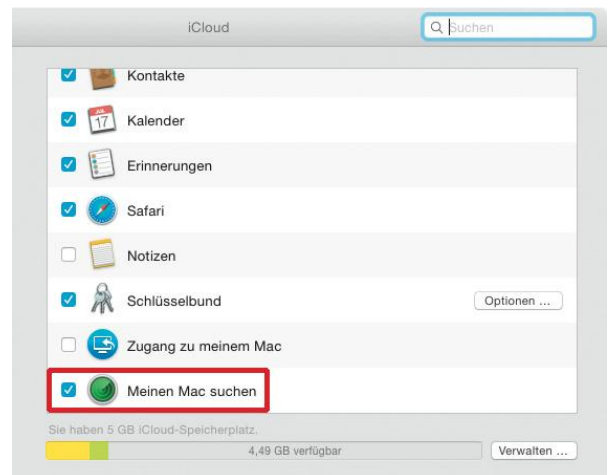 iCloud
Suchen
Kontakte
JUL
17
Kalender
Erinnerungen
Safari
Notizen
Schlüsselbund
Optionen ...
Zugang zu meinem Mac
Meinen Mac suchen
Sie haben 5 GB iCloud-Speicherplatz.
4,49 GB verfügbar
Verwalten ...